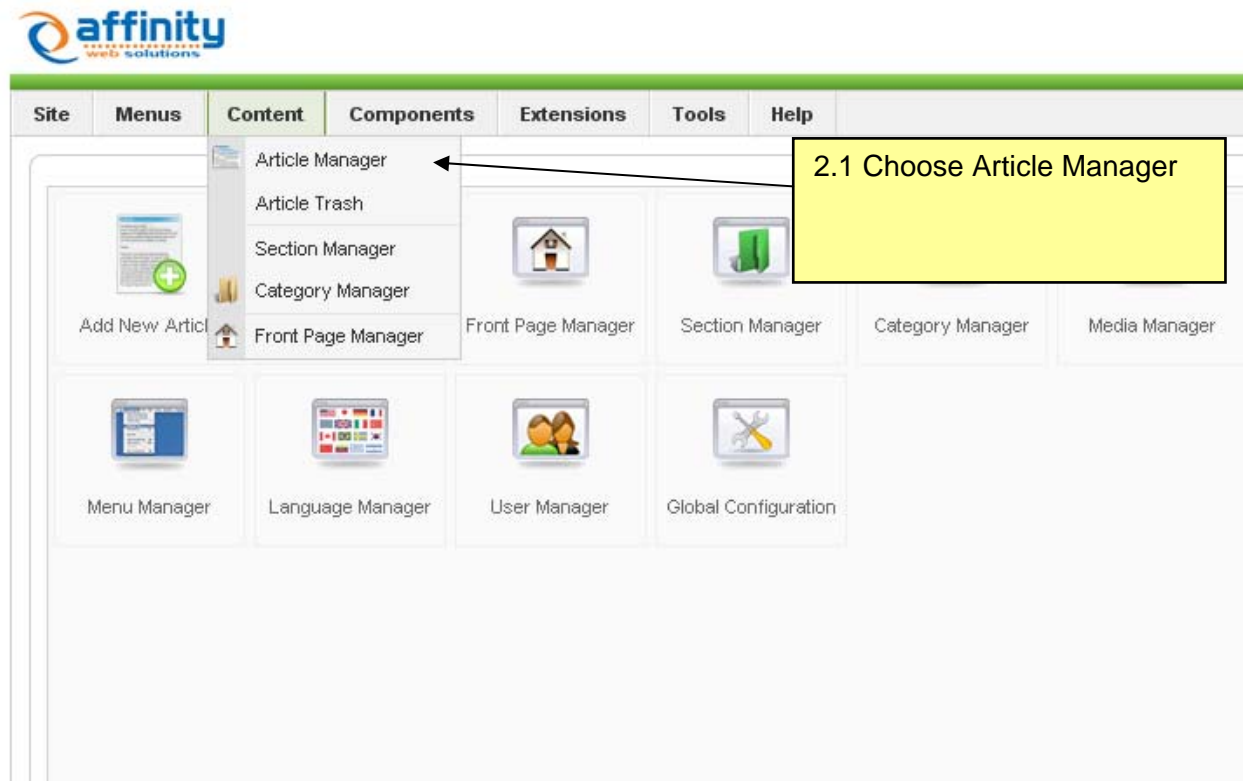 affinity
web solutions
Site Menus Content Components Extensions Tools Help
Article Manager
2.1 Choose Article Manager
Article Trash
Section Manager
Category Manager
Front Page Manager
Add New Artic
Front Page Manager
Section Manager
Category Manager
Media Manager
Menu Manager
Language Manager
User Manager
Global Configuration